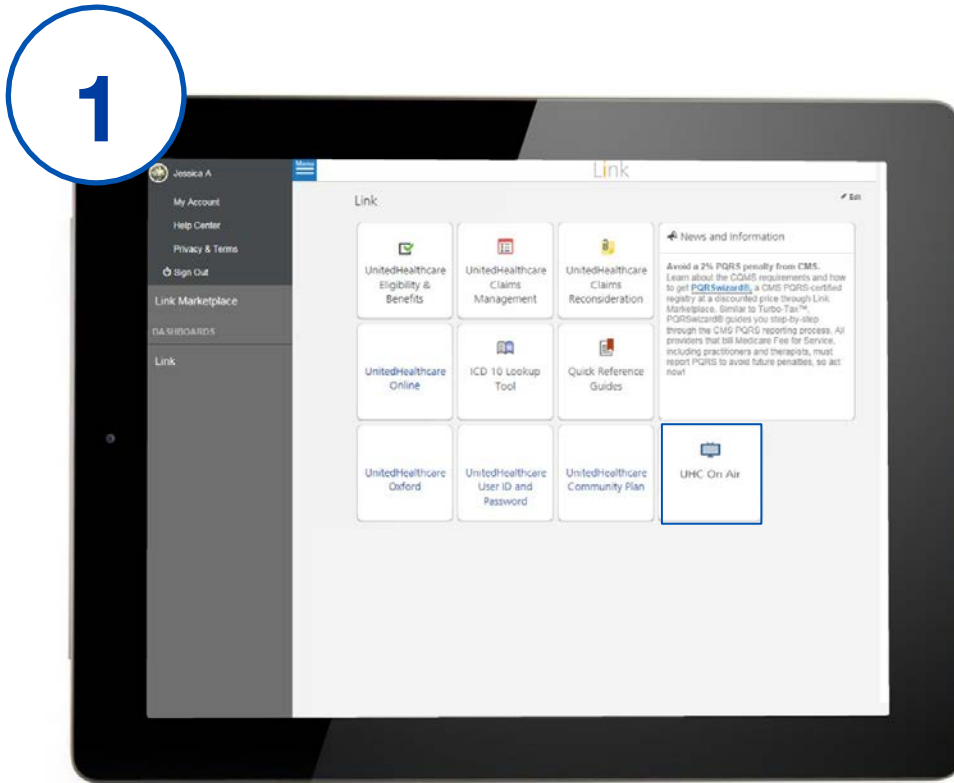 1
Jessica A
My Account
Help Center
Privacy & Terms
Sign Out
Link Marketplace
DASHBOARDS
Link
Menu
Link
Link
Edit
UnitedHealthcare
Eligibility &
Benefits
UnitedHealthcare
Claims
Management
UnitedHealthcare
Claims
Reconsideration
News and Information
Avoid a 2% PQRS penalty from CMS.
Learn about the CQMS requirements and how
to get PQRSwizard®, a CMS PQRS-certified
registry at a discounted price through Link
Marketplace. Similar to Turbo-Tax™,
PQRSwizard® guides you step-by-step
through the CMS PQRS reporting process. All
providers that bill Medicare Fee for Service,
including practitioners and therapists, must
report PQRS to avoid future penalties, so act
now!
UnitedHealthcare
Online
ICD 10 Lookup
Tool
Quick Reference
Guides
UnitedHealthcare
Oxford
UnitedHealthcare
User ID and
Password
UnitedHealthcare
Community Plan
UHC On Air